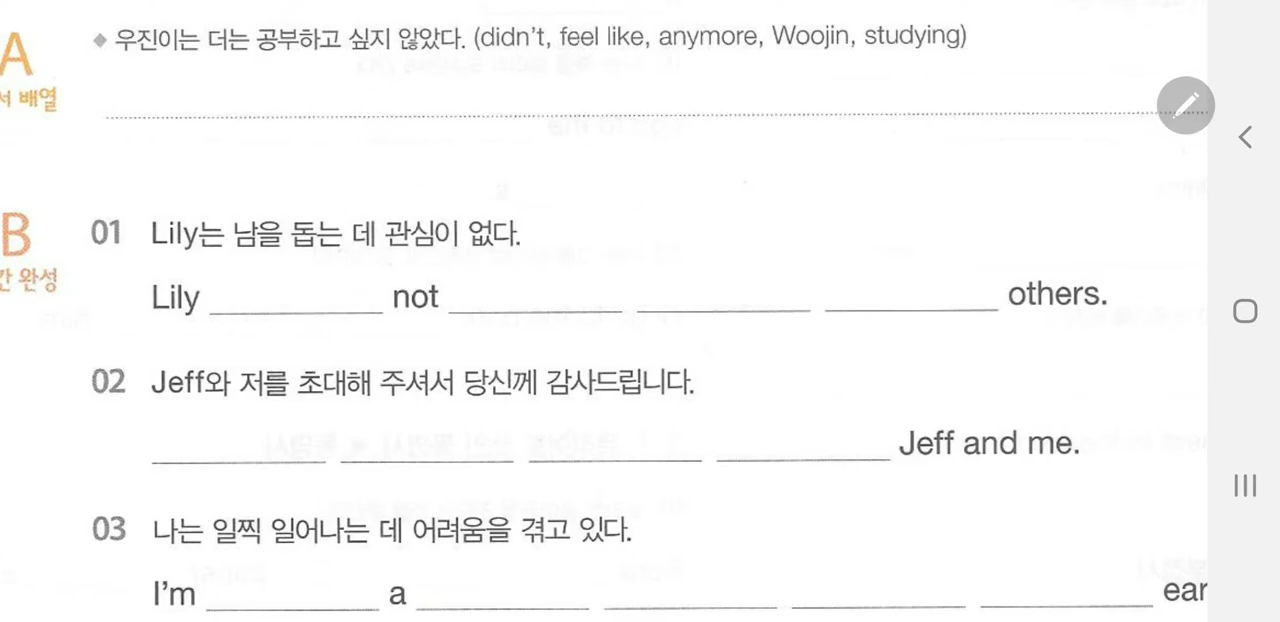 ◆ 우진이는 더는 공부하고 싶지 않았다. (didn't, feel like, anymore, Woojin, studying)
A
서 배열
B
01 Lily는 남을 돕는 데 관심이 없다.
간 완성
Lily ________ not ________ ________ ________ others.
02 Jeff와 저를 초대해 주셔서 당신께 감사드립니다.
________ ________ ________ ________ Jeff and me.
03 나는 일찍 일어나는 데 어려움을 겪고 있다.
I'm ________ a ________ ________ ________ ________ ear